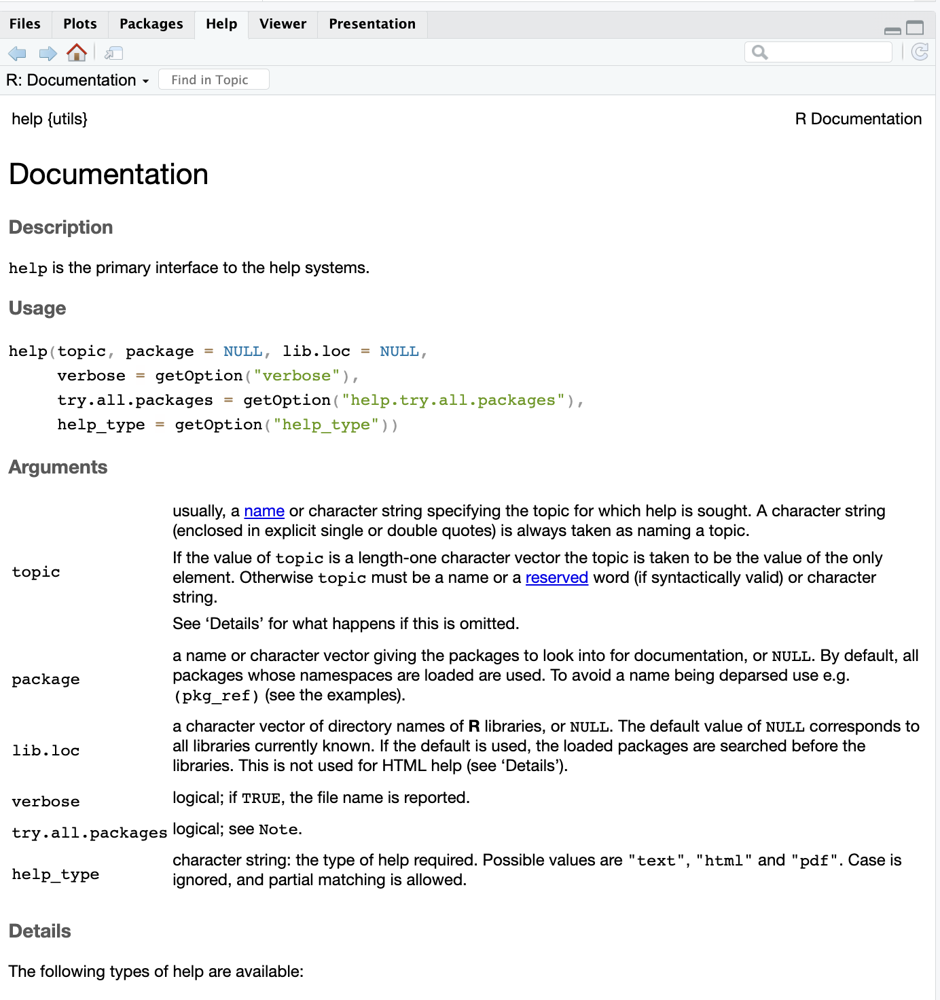 Files Plots Packages Help Viewer Presentation
R: Documentation Find in Topic
help {utils} R Documentation
Documentation
Description
help is the primary interface to the help systems.
Usage
help(topic, package = NULL, lib.loc = NULL,
     verbose = getOption("verbose"),
     try.all.packages = getOption("help.try.all.packages"),
     help_type = getOption("help_type"))
Arguments
topic
usually, a name or character string specifying the topic for which help is sought. A character string
(enclosed in explicit single or double quotes) is always taken as naming a topic.
If the value of topic is a length-one character vector the topic is taken to be the value of the only
element. Otherwise topic must be a name or a reserved word (if syntactically valid) or character
string.
See ‘Details’ for what happens if this is omitted.
package
a name or character vector giving the packages to look into for documentation, or NULL. By default, all
packages whose namespaces are loaded are used. To avoid a name being deparsed use e.g.
(pkg_ref) (see the examples).
lib.loc
a character vector of directory names of R libraries, or NULL. The default value of NULL corresponds to
all libraries currently known. If the default is used, the loaded packages are searched before the
libraries. This is not used for HTML help (see ‘Details’).
verbose logical; if TRUE, the file name is reported.
try.all.packages logical; see Note.
help_type
character string: the type of help required. Possible values are "text", "html" and "pdf". Case is
ignored, and partial matching is allowed.
Details
The following types of help are available: